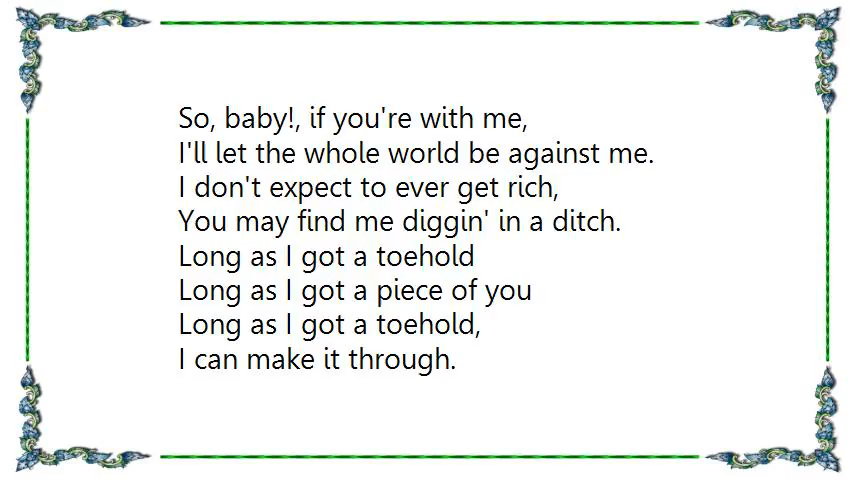 So, baby!, if you're with me,
I'll let the whole world be against me.
I don't expect to ever get rich,
You may find me diggin' in a ditch.
Long as I got a toehold
Long as I got a piece of you
Long as I got a toehold,
I can make it through.